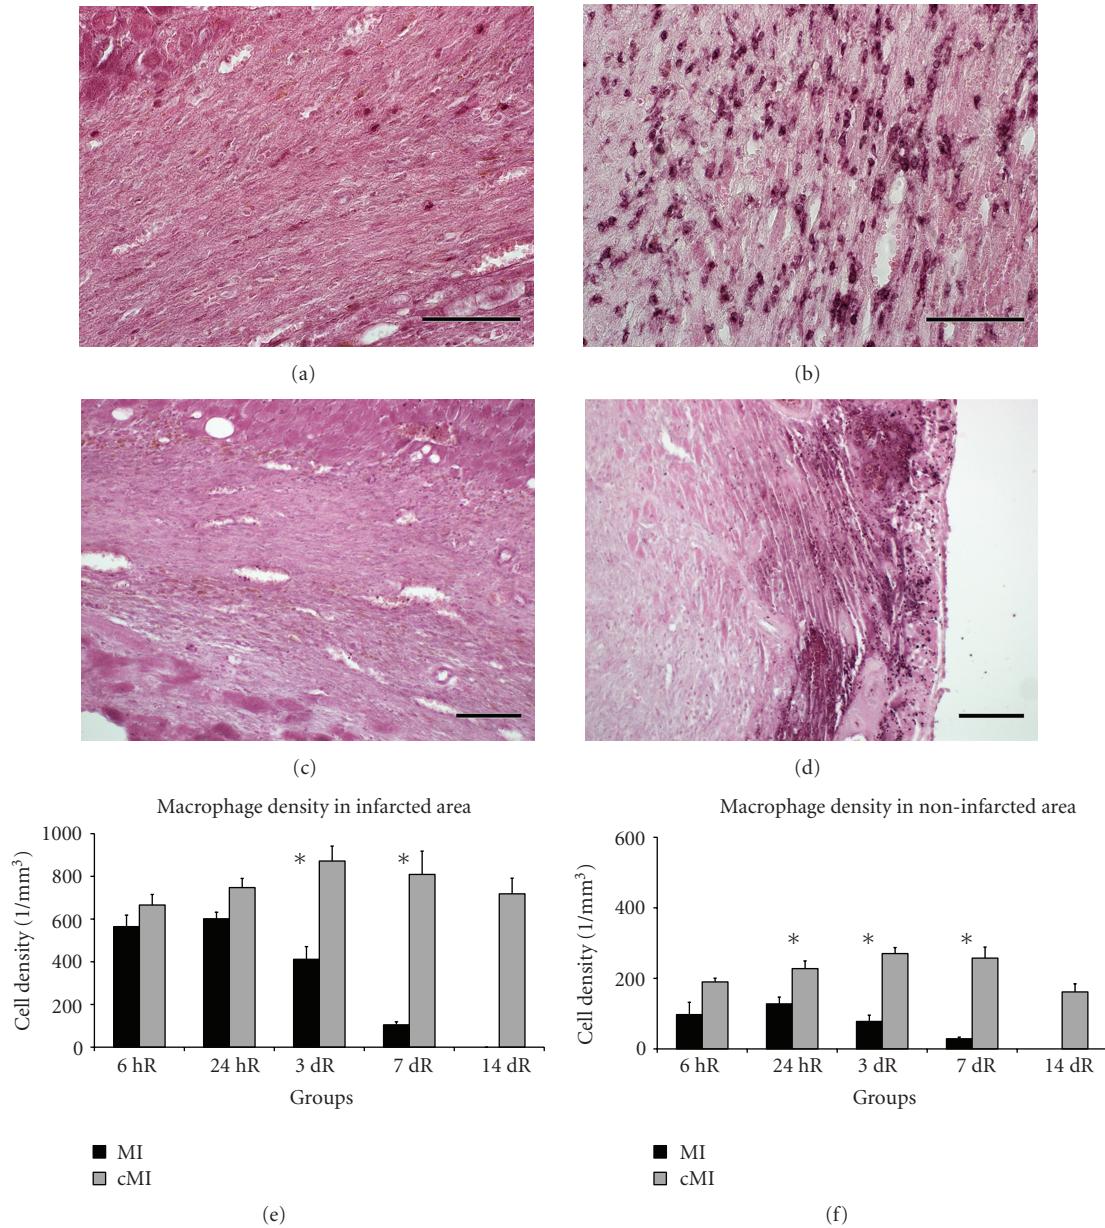 (a)
(b)
(c)
(d)
Macrophage density in infarcted area
1000
800
600
400
200
0
Cell density (1/mm³)
*
*
6 hR
24 hR
3 dR
7 dR
14 dR
Groups
MI
cMI
(e)
Macrophage density in non-infarcted area
600
400
200
0
Cell density (1/mm³)
*
*
*
6 hR
24 hR
3 dR
7 dR
14 dR
Groups
MI
cMI
(f)